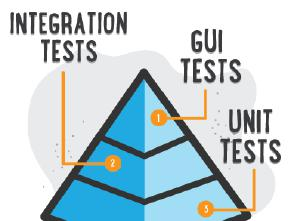 INTEGRATION
TESTS
GUI
TESTS
1
UNIT
TESTS
2
3